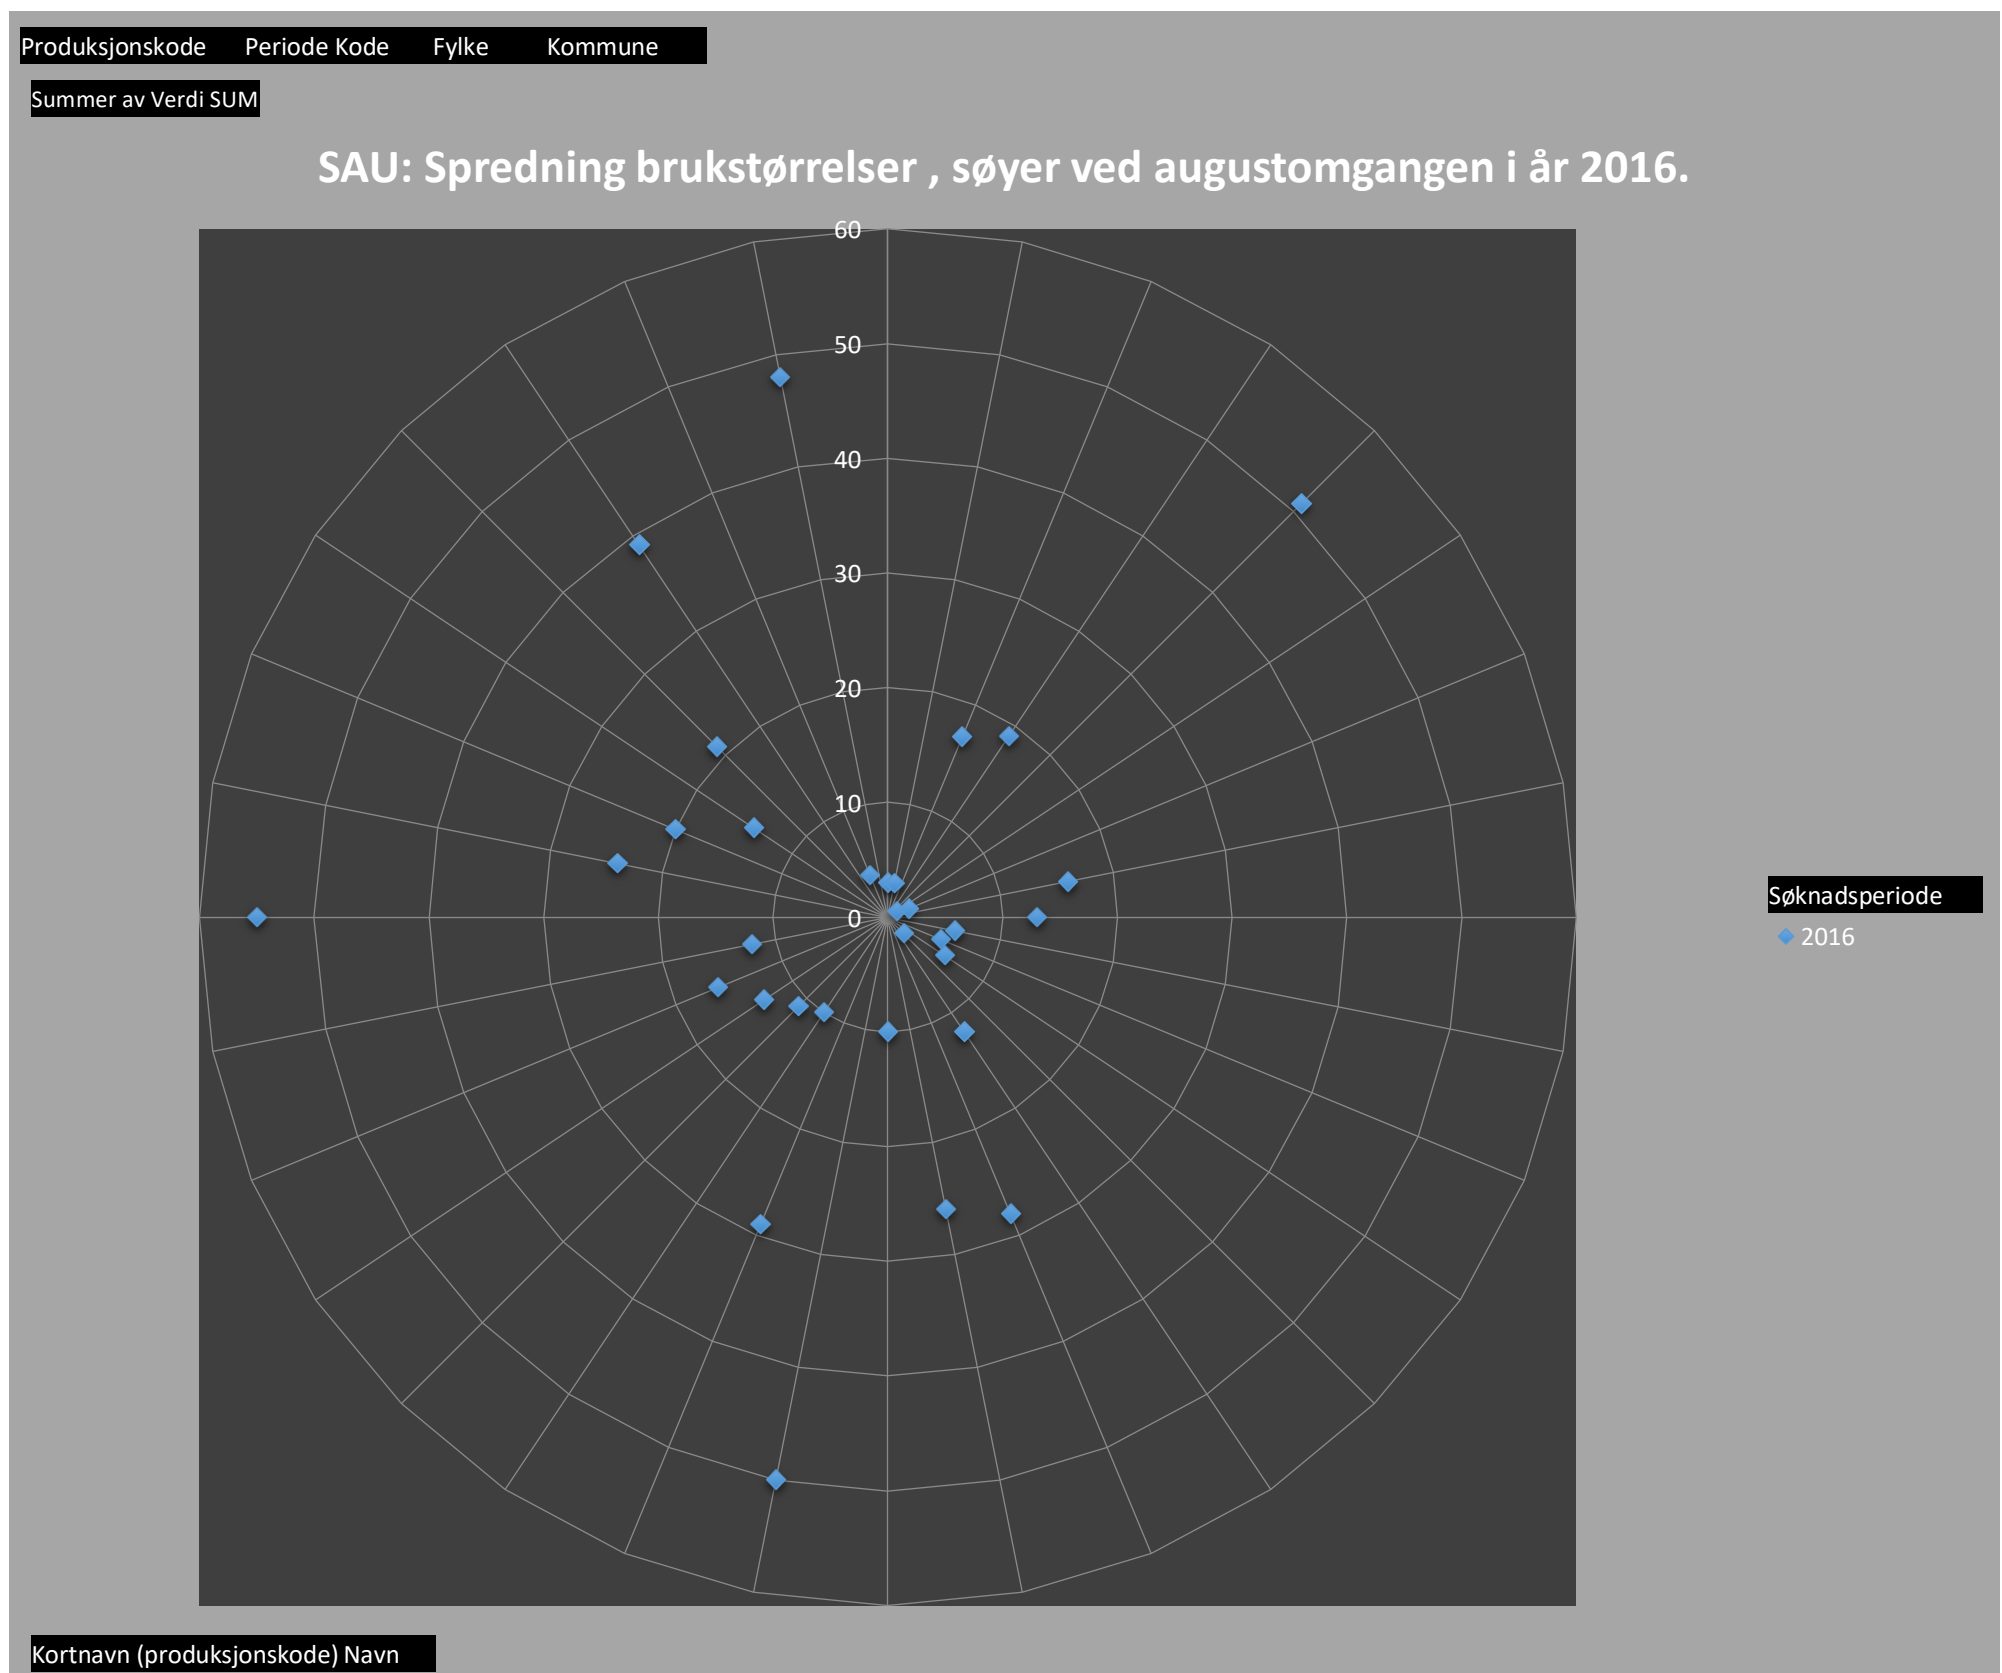 Produksjonskode Periode Kode Fylke Kommune
Summer av Verdi SUM
SAU: Spredning brukstørrelser , søyer ved augustomgangen i år 2016.
60
50
40
30
20
10
0
Søknadsperiode
2016
Kortnavn (produksjonskode) Navn